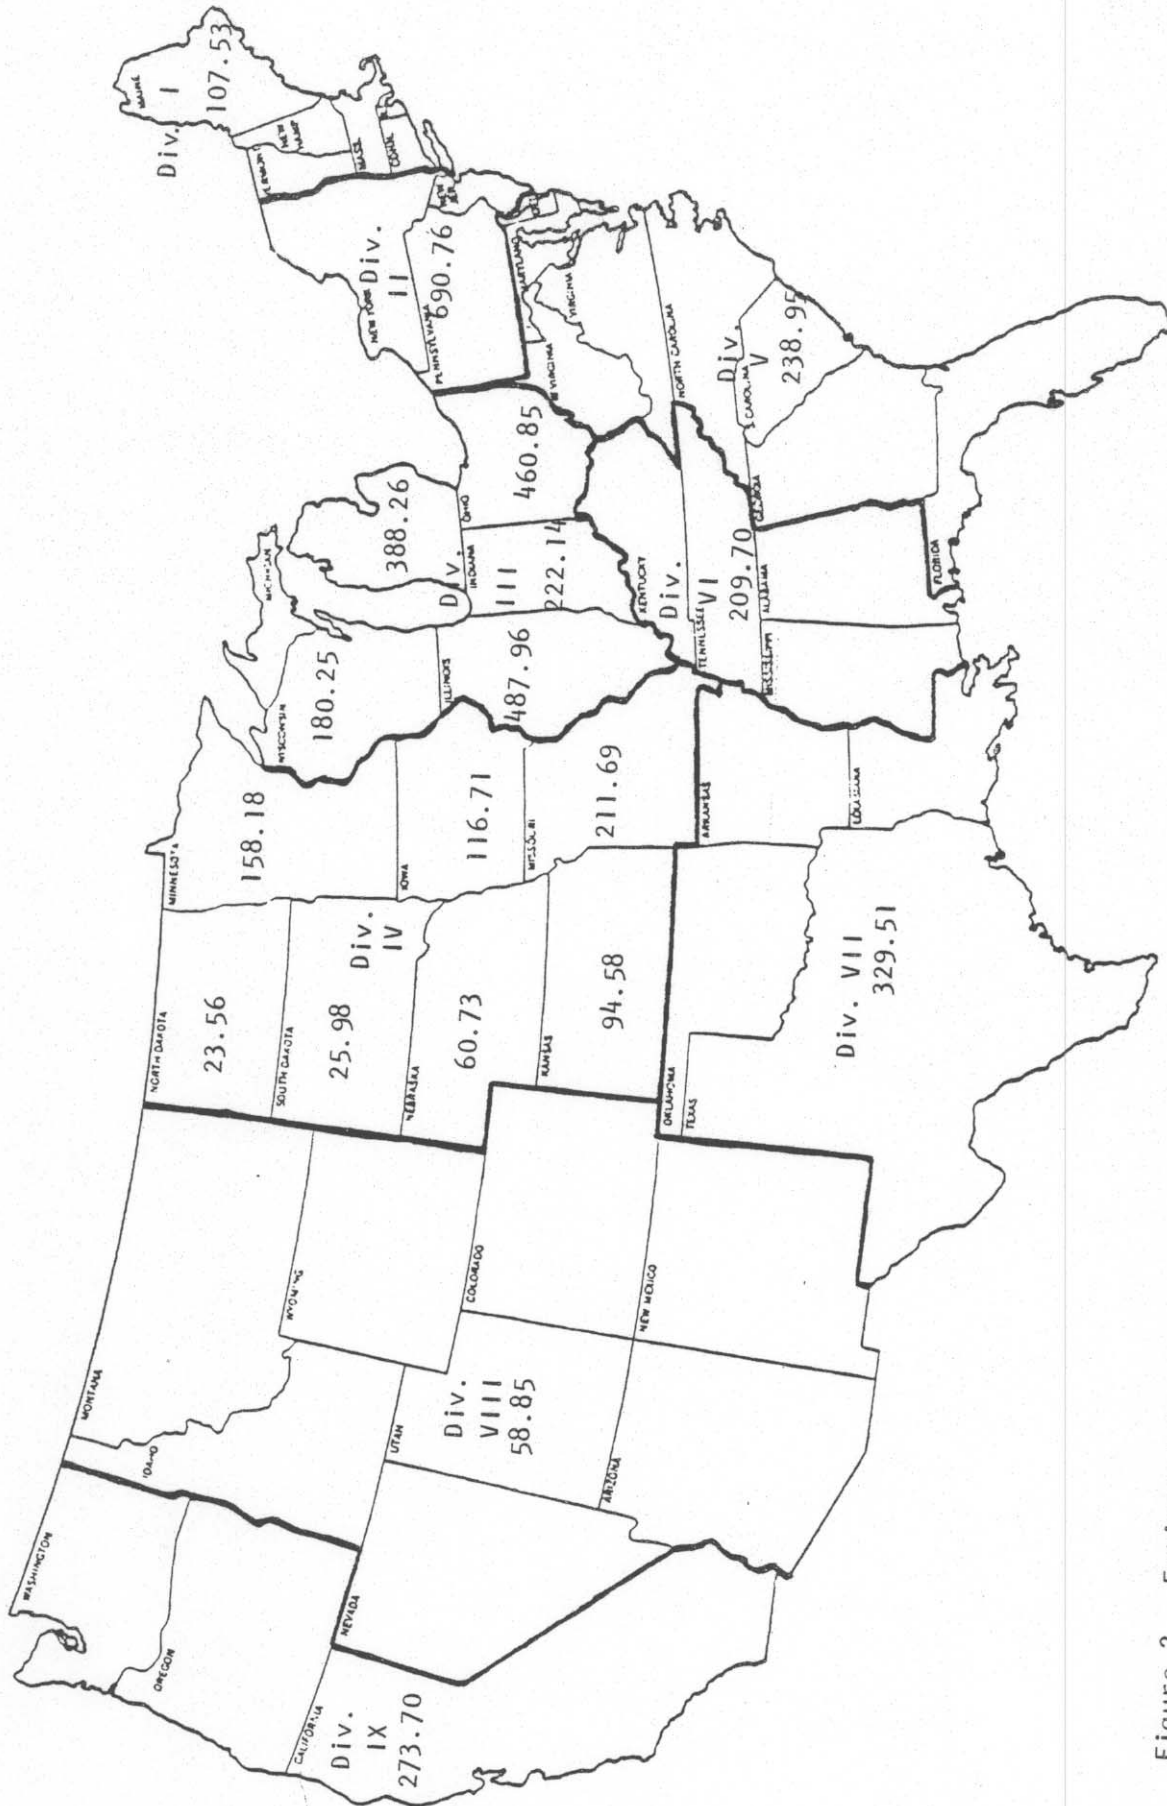 WASHINGTON
OREGON
CALIFORNIA
Div.
IX
273.70
NEVADA
IDAHO
MONTANA
WYOMING
UTAH
Div.
VIII
58.85
COLORADO
ARIZONA
NEW MEXICO
NORTH DAKOTA
23.56
SOUTH DAKOTA
25.98
Div.
IV
NEBRASKA
60.73
KANSAS
94.58
MINNESOTA
158.18
IOWA
116.71
MISSOURI
211.69
OKLAHOMA
TEXAS
Div. VII
329.51
ARKANSAS
LOUISIANA
WISCONSIN
180.25
MICHIGAN
388.26
ILLINOIS
487.96
Div.
III
INDIANA
222.14
OHIO
460.85
KENTUCKY
Div.
VI
TENNESSEE
209.70
MISSISSIPPI
ALABAMA
GEORGIA
FLORIDA
Div.
V
CAROLINA
238.95
NORTH CAROLINA
VIRGINIA
W VIRGINIA
MARYLAND
DEL
PENNSYLVANIA
690.76
NEW YORK
Div.
II
NEW
JER
VERMONT
NEW
HAMP
MASS
CONN
R.I.
Div.
I
MAINE
107.53
Figure 2.